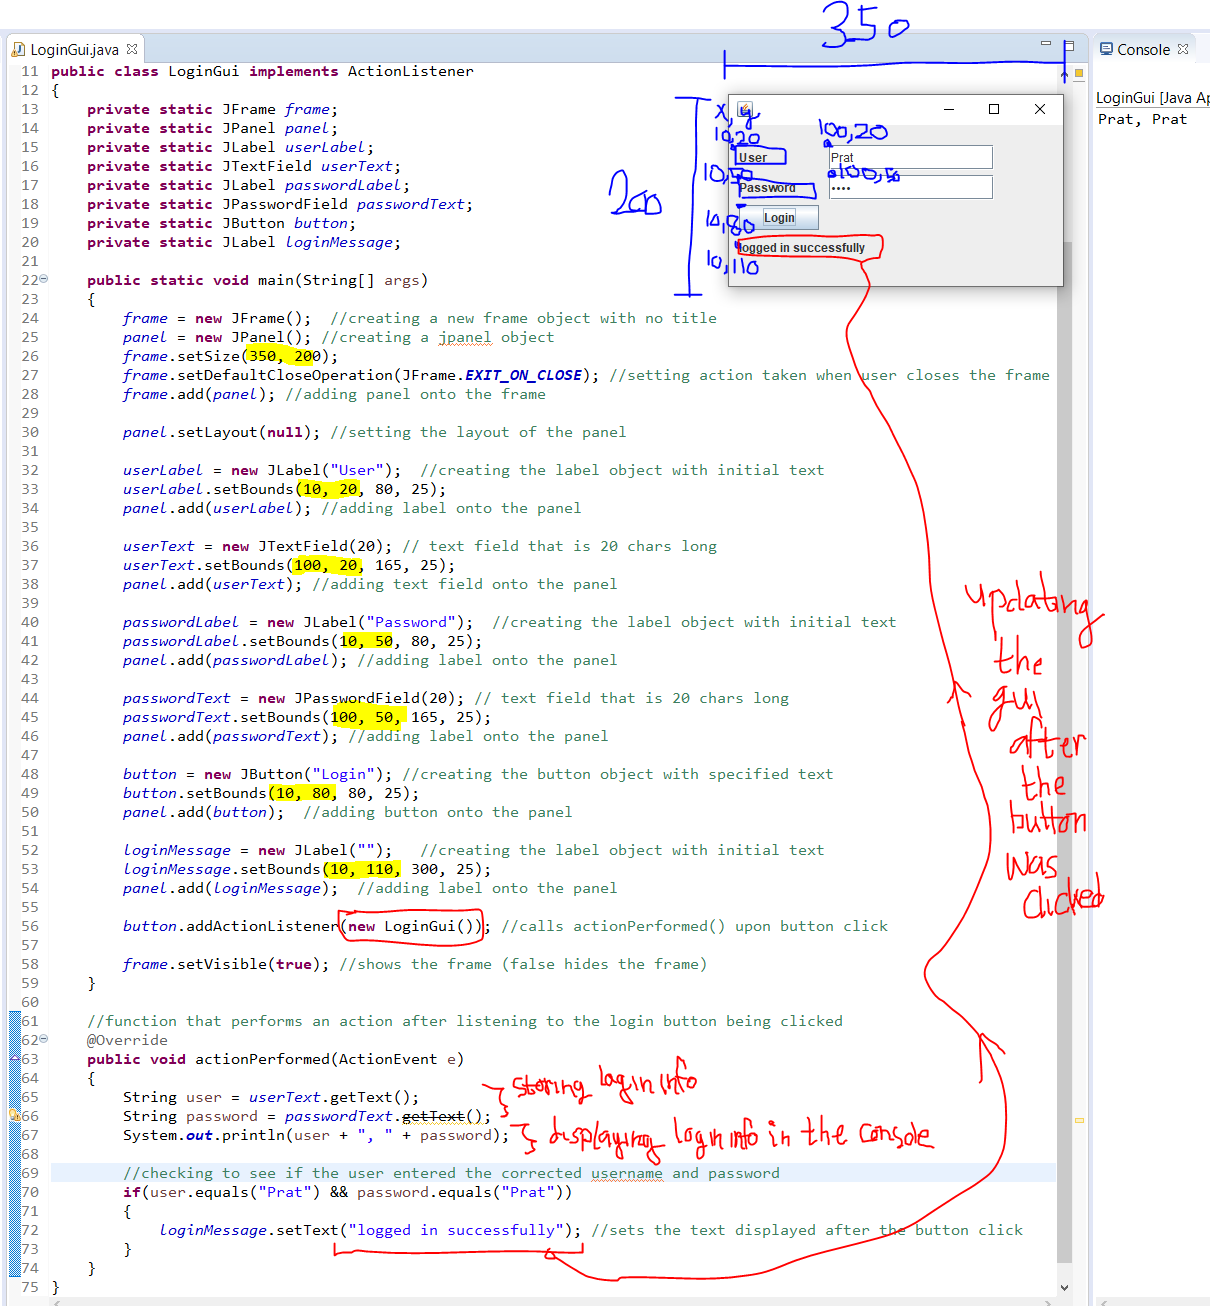 350
LoginGui.java
Console
11 public class LoginGui implements ActionListener
12 {
13 private static JFrame frame;
14 private static JPanel panel;
15 private static JLabel userLabel;
16 private static JTextField userText;
17 private static JLabel passwordLabel;
18 private static JPasswordField passwordText;
19 private static JButton button;
20 private static JLabel loginMessage;
21
22 public static void main(String[] args)
23 {
24 frame = new JFrame(); //creating a new frame object with no title
25 panel = new JPanel(); //creating a jpanel object
26 frame.setSize(350, 200);
27 frame.setDefaultCloseOperation(JFrame.EXIT_ON_CLOSE); //setting action taken when user closes the frame
28 frame.add(panel); //adding panel onto the frame
29
30 panel.setLayout(null); //setting the layout of the panel
31
32 userLabel = new JLabel("User"); //creating the label object with initial text
33 userLabel.setBounds(10, 20, 80, 25);
34 panel.add(userLabel); //adding label onto the panel
35
36 userText = new JTextField(20); // text field that is 20 chars long
37 userText.setBounds(100, 20, 165, 25);
38 panel.add(userText); //adding text field onto the panel
39
40 passwordLabel = new JLabel("Password"); //creating the label object with initial text
41 passwordLabel.setBounds(10, 50, 80, 25);
42 panel.add(passwordLabel); //adding label onto the panel
43
44 passwordText = new JPasswordField(20); // text field that is 20 chars long
45 passwordText.setBounds(100, 50, 165, 25);
46 panel.add(passwordText); //adding label onto the panel
47
48 button = new JButton("Login"); //creating the button object with specified text
49 button.setBounds(10, 80, 80, 25);
50 panel.add(button); //adding button onto the panel
51
52 loginMessage = new JLabel(""); //creating the label object with initial text
53 loginMessage.setBounds(10, 110, 300, 25);
54 panel.add(loginMessage); //adding label onto the panel
55
56 button.addActionListener(new LoginGui()); //calls actionPerformed() upon button click
57
58 frame.setVisible(true); //shows the frame (false hides the frame)
59 }
60
61 //function that performs an action after listening to the login button being clicked
62 @Override
63 public void actionPerformed(ActionEvent e)
64 {
65 String user = userText.getText();
66 String password = passwordText.getText();
67 System.out.println(user + ", " + password);
68
69 //checking to see if the user entered the corrected username and password
70 if(user.equals("Prat") && password.equals("Prat"))
71 {
72 loginMessage.setText("logged in successfully"); //sets the text displayed after the button click
73 }
74 }
75 }
200
x, y
10,20
100,20
User
Prat
10,50
100,50
Password
••••
10,80
Login
logged in successfully
10,110
LoginGui [Java Ap
Prat, Prat
updating
the
gui
after
the
button
was
clicked
storing login info
displaying login info in the console